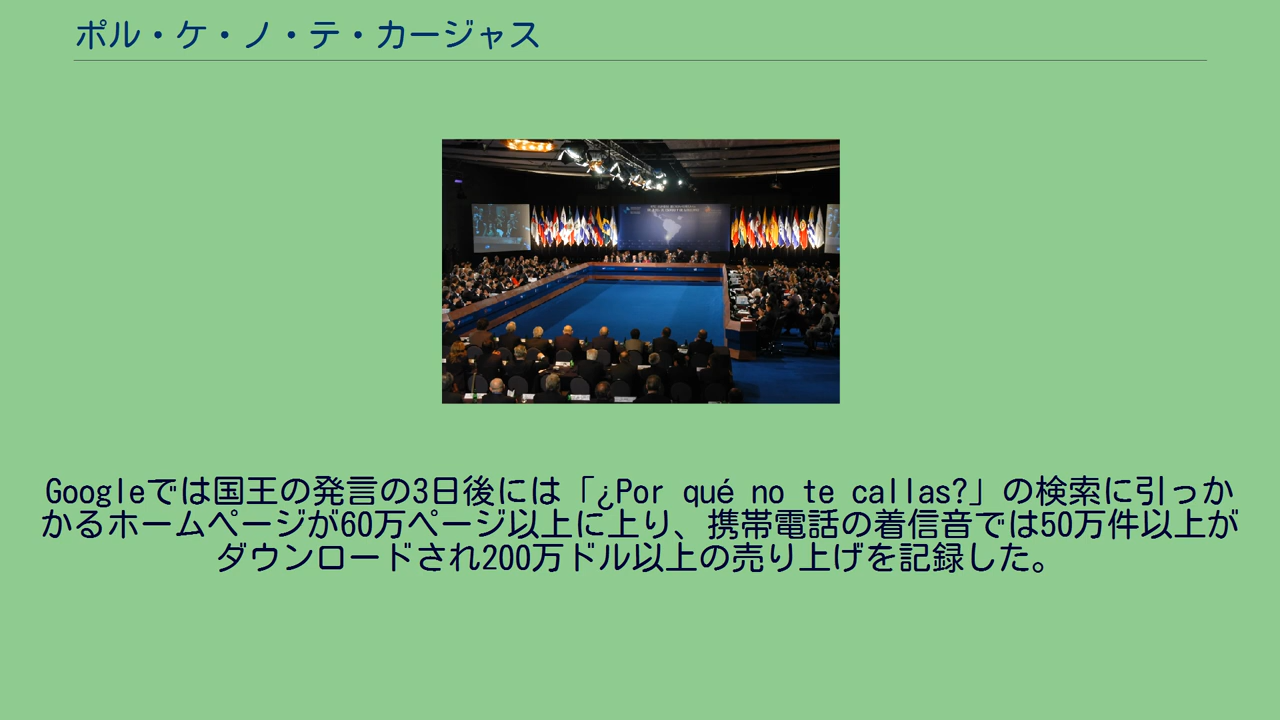 ポル・ケ・ノ・テ・カージャス
Googleでは国王の発言の3日後には「¿Por qué no te callas?」の検索に引っか
かるホームページが60万ページ以上に上り、携帯電話の着信音では50万件以上が
ダウンロードされ200万ドル以上の売り上げを記録した。